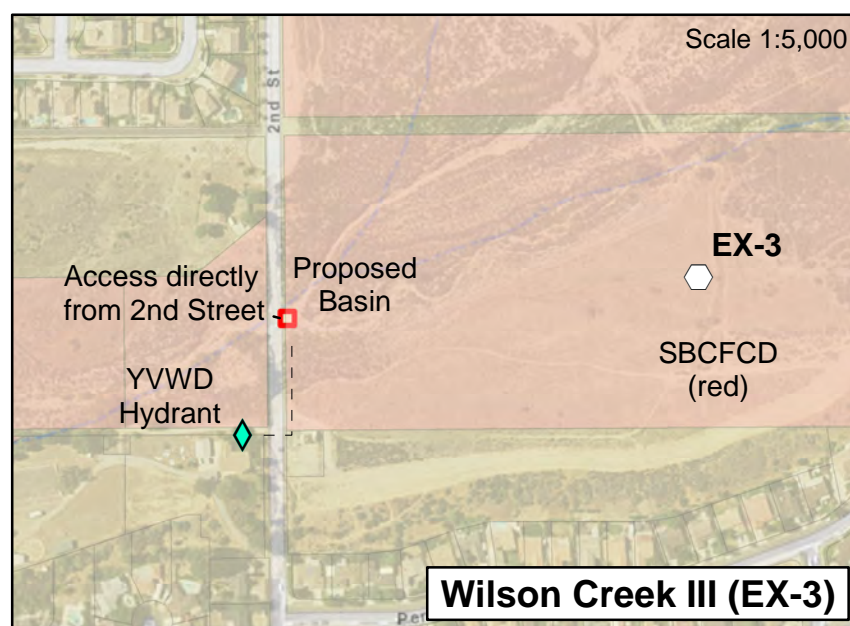 Scale 1:5,000
2nd St
EX-3
Access directly
from 2nd Street
Proposed
Basin
SBCFCD
(red)
YVWD
Hydrant
Wilson Creek III (EX-3)